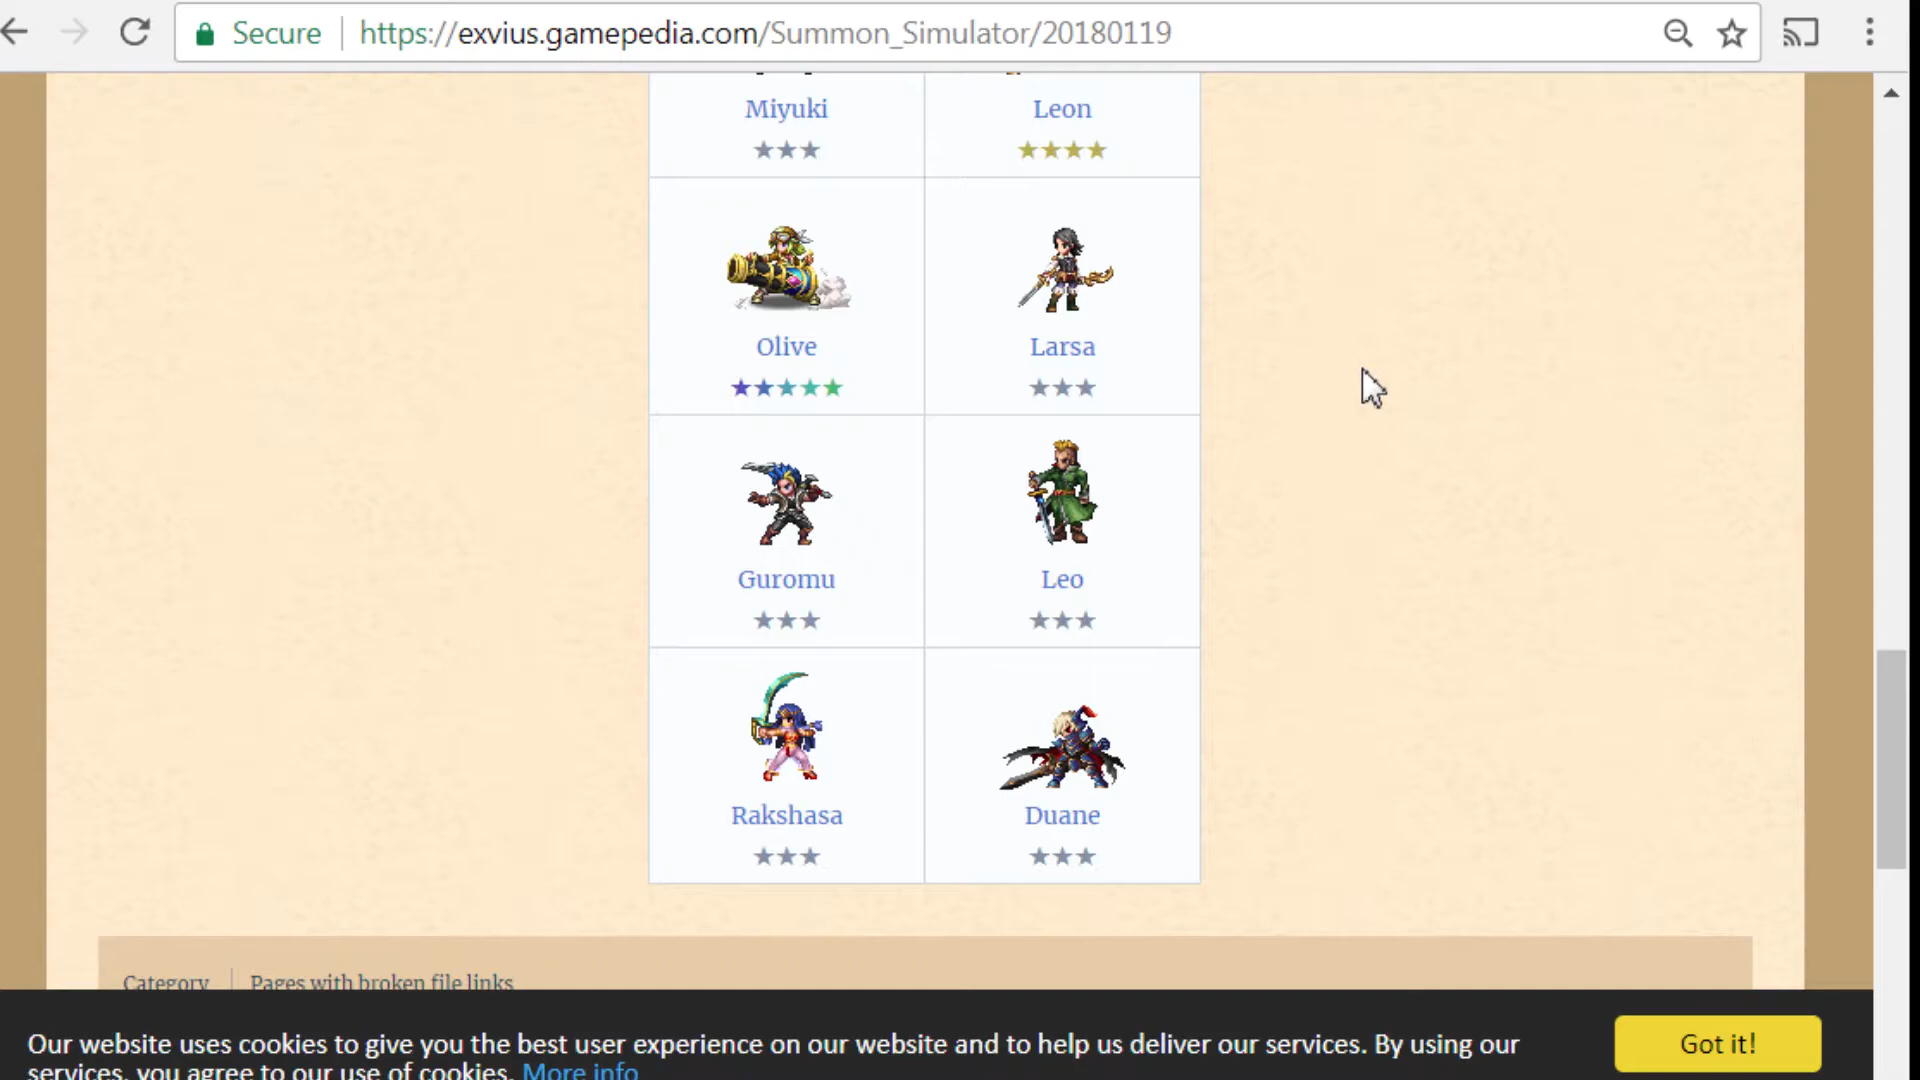 Secure https://exvius.gamepedia.com/Summon_Simulator/20180119
Miyuki Leon
Olive Larsa
Guromu Leo
Rakshasa Duane
Category Pages with broken file links
Our website uses cookies to give you the best user experience on our website and to help us deliver our services. By using our
services, you agree to our use of cookies. More info
Got it!